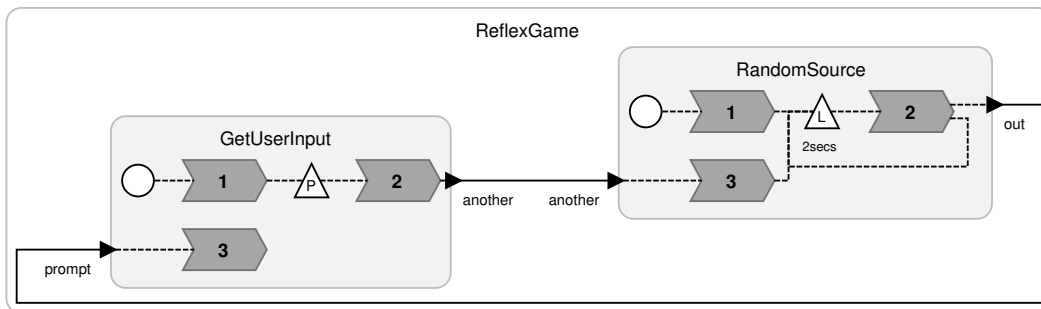 ReflexGame
RandomSource
1
L
2
2secs
out
3
GetUserInput
1
P
2
another
another
3
prompt